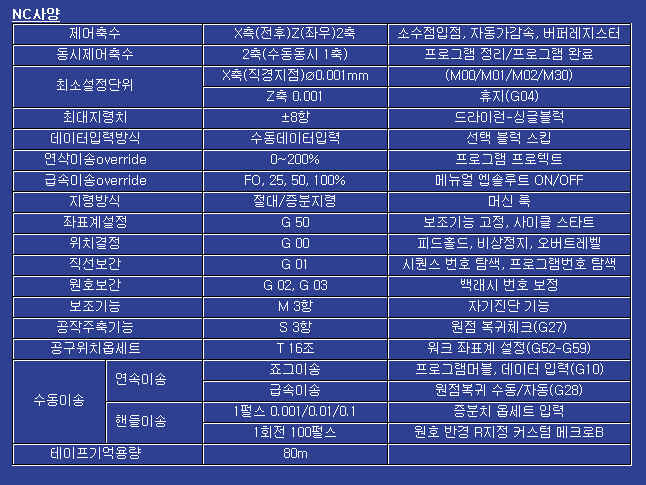 NC사양
제어축수 X축(전후)Z(좌우)2축 소수점입점, 자동가감속, 버퍼레지스터
동시제어축수 2축(수동동시 1축) 프로그램 정리/프로그램 완료
최소설정단위 X축(직경지점)∅0.001mm (M00/M01/M02/M30)
Z축 0.001 휴지(G04)
최대지령치 ±8항 드라이런-싱글블럭
데이터입력방식 수동데이터입력 선택 블럭 스킵
연삭이송override 0~200% 프로그램 프로텍트
급속이송override FO, 25, 50, 100% 메뉴얼 엡솔루트 ON/OFF
지령방식 절대/증분지령 머신 록
좌표계설정 G 50 보조기능 고정, 사이클 스타트
위치결정 G 00 피드홀드, 비상정지, 오버트레벨
직선보간 G 01 시퀀스 번호 탐색, 프로그램번호 탐색
원호보간 G 02, G 03 백래시 번호 보정
보조기능 M 3항 자기진단 기능
공작주축기능 S 3항 원점 복귀체크(G27)
공구위치옵세트 T 16조 워크 좌표계 설정(G52-G59)
수동이송 연속이송 죠그이송 프로그램머블, 데이터 입력(G10)
급속이송 원점복귀 수동/자동(G28)
핸들이송 1펄스 0.001/0.01/0.1 증분치 옵세트 입력
1회전 100펄스 원호 반경 R지정 커스텀 메크로B
테이프기억용량 80m